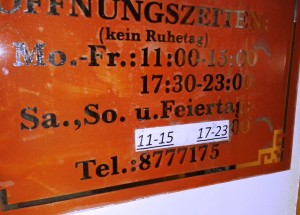 ÖFFNUNGSZEITEN:
(kein Ruhetag)
Mo.-Fr.:11:00-15:00
17:30-23:00
Sa.,So. u.Feiertag
11-15 17-23
Tel.:8777175